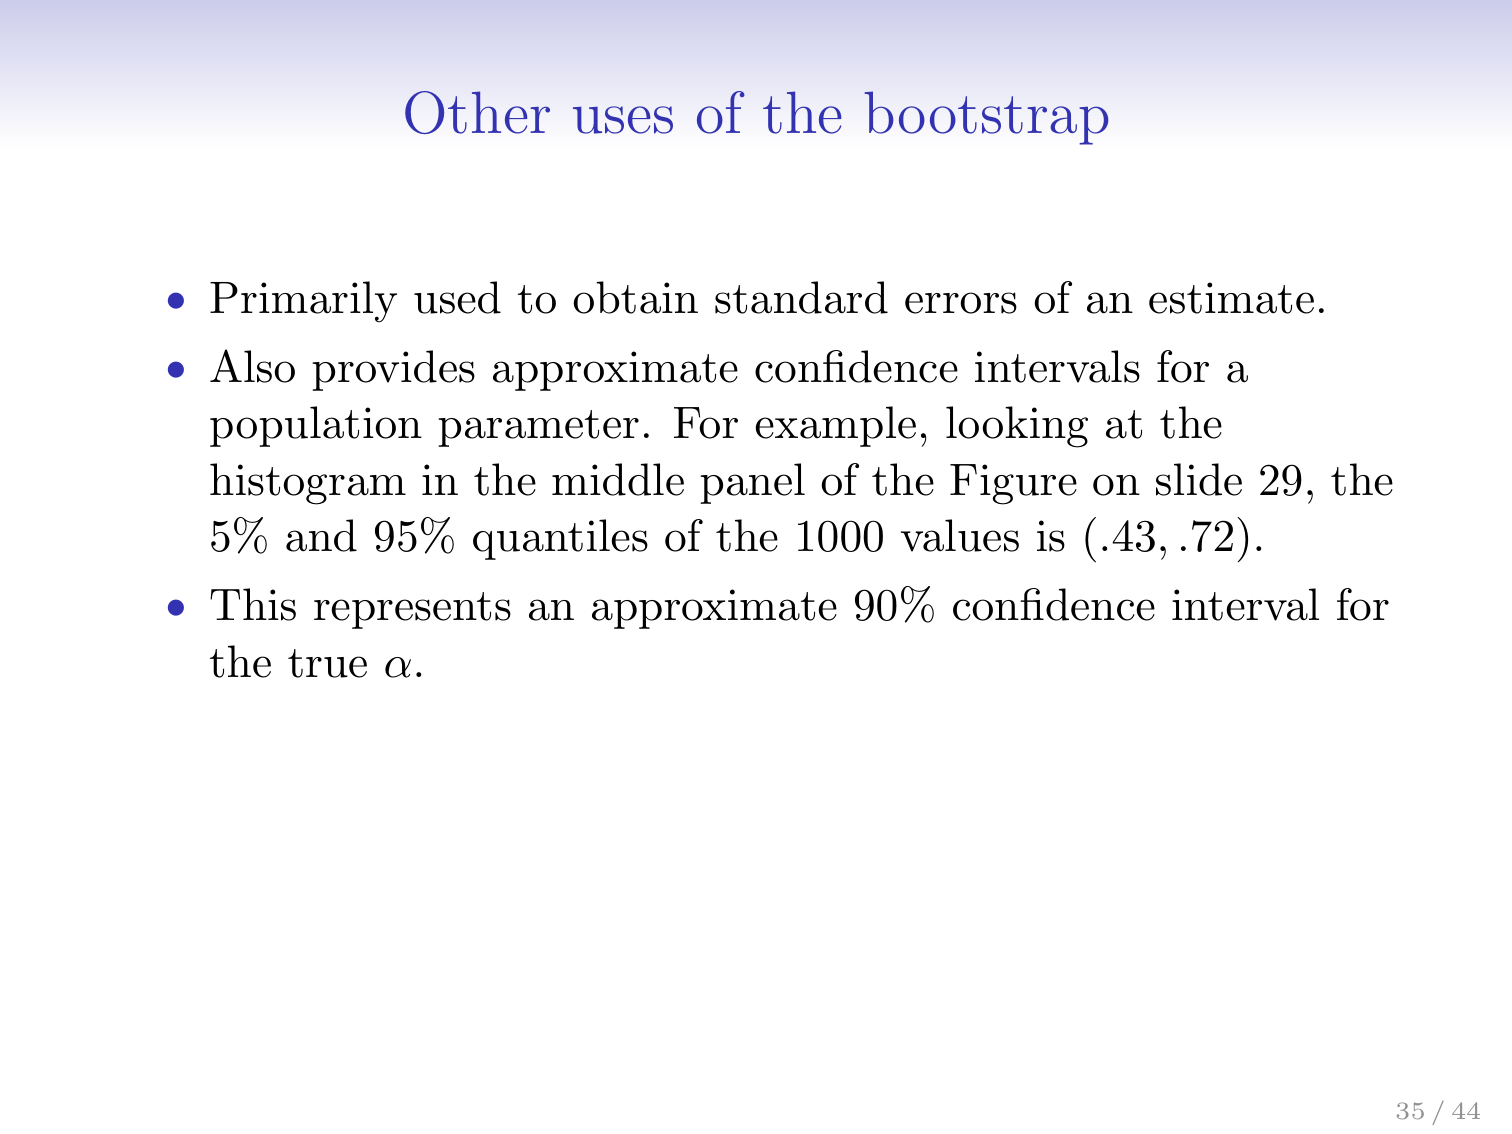 Other uses of the bootstrap
• Primarily used to obtain standard errors of an estimate.
• Also provides approximate confidence intervals for a
population parameter. For example, looking at the
histogram in the middle panel of the Figure on slide 29, the
5% and 95% quantiles of the 1000 values is (.43, .72).
• This represents an approximate 90% confidence interval for
the true α.
35 / 44